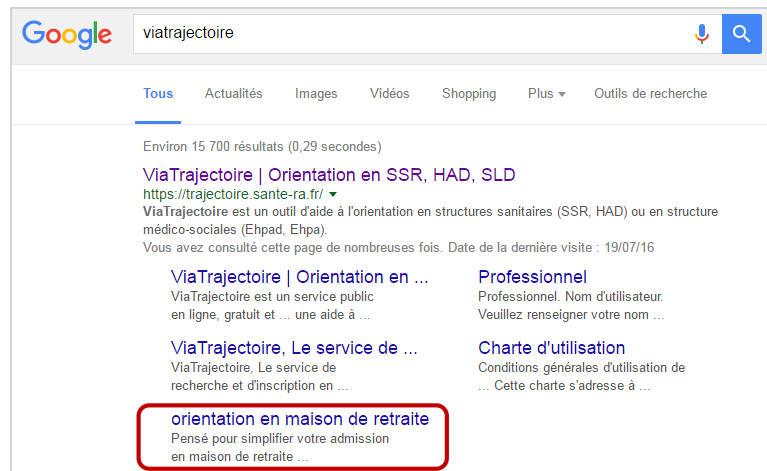 Google
viatrajectoire
Tous Actualités Images Vidéos Shopping Plus Outils de recherche
Environ 15 700 résultats (0,29 secondes)
ViaTrajectoire | Orientation en SSR, HAD, SLD
https://trajectoire.sante-ra.fr/
ViaTrajectoire est un outil d'aide à l'orientation en structures sanitaires (SSR, HAD) ou en structure
médico-sociales (Ehpad, Ehpa).
Vous avez consulté cette page de nombreuses fois. Date de la dernière visite : 19/07/16
ViaTrajectoire | Orientation en ...
ViaTrajectoire est un service public
en ligne, gratuit et ... une aide à ...
Professionnel
Professionnel. Nom d'utilisateur.
Veuillez renseigner votre nom ...
ViaTrajectoire, Le service de ...
ViaTrajectoire, Le service de
recherche et d'inscription en ...
Charte d'utilisation
Conditions générales d'utilisation de
... Cette charte s'adresse à ...
orientation en maison de retraite
Pensé pour simplifier votre admission
en maison de retraite ...